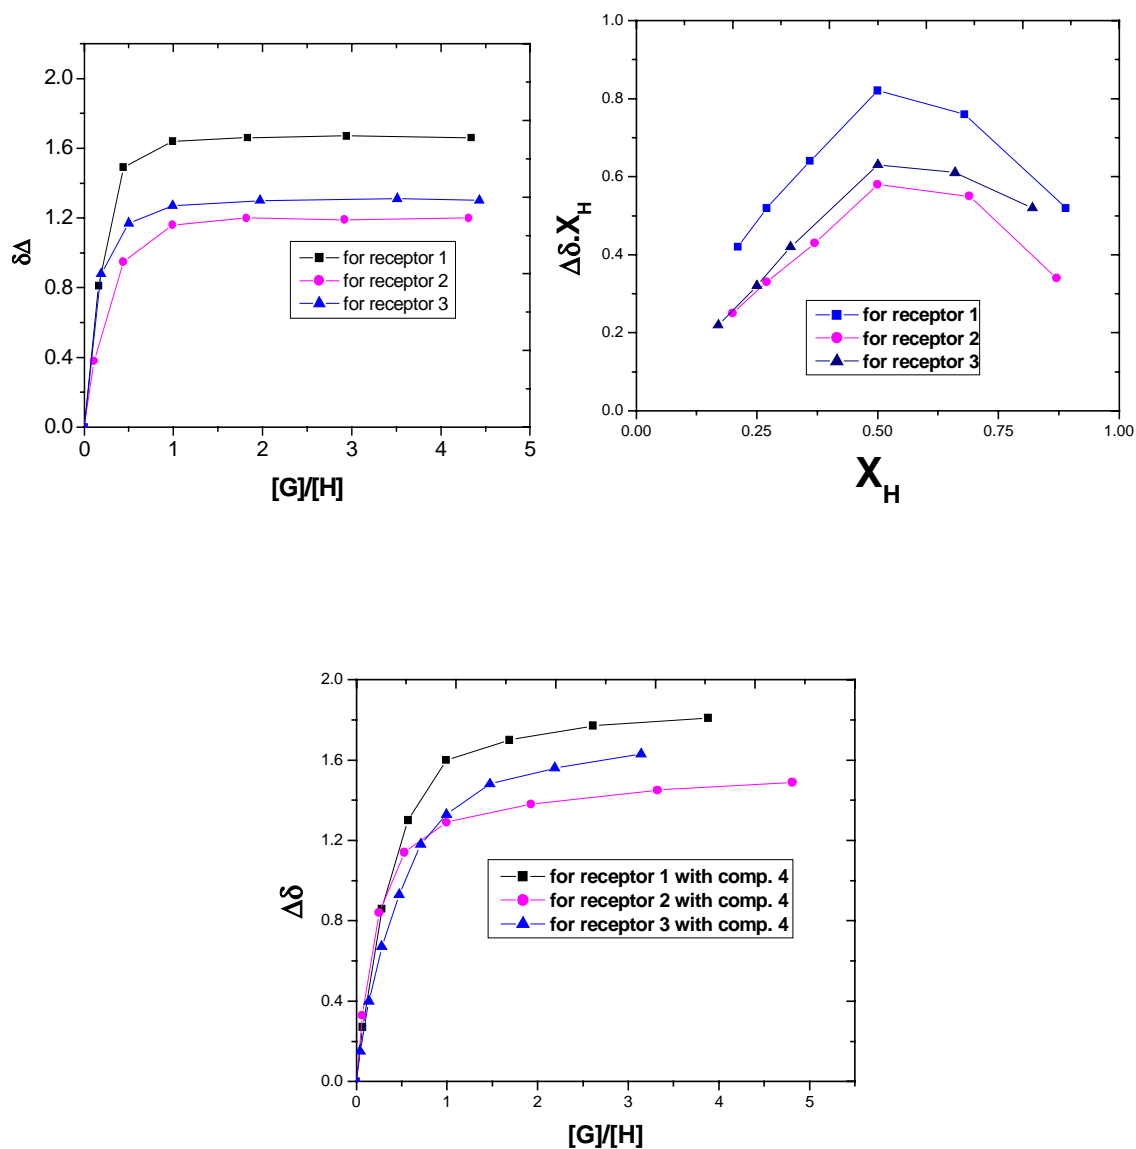 2.0
1.6
1.2
0.8
0.4
0.0
δΔ
for receptor 1
for receptor 2
for receptor 3
0 1 2 3 4 5
[G]/[H]
1.0
0.8
0.6
0.4
0.2
0.0
Δδ.X_H
for receptor 1
for receptor 2
for receptor 3
0.00 0.25 0.50 0.75 1.00
X_H
2.0
1.6
1.2
0.8
0.4
0.0
Δδ
for receptor 1 with comp. 4
for receptor 2 with comp. 4
for receptor 3 with comp. 4
0 1 2 3 4 5
[G]/[H]